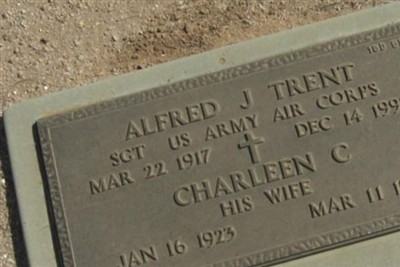 ALFRED J TRENT
SGT US ARMY AIR CORPS
MAR 22 1917 DEC 14
CHARLEEN C
HIS WIFE
JAN 16 1923 MAR 11